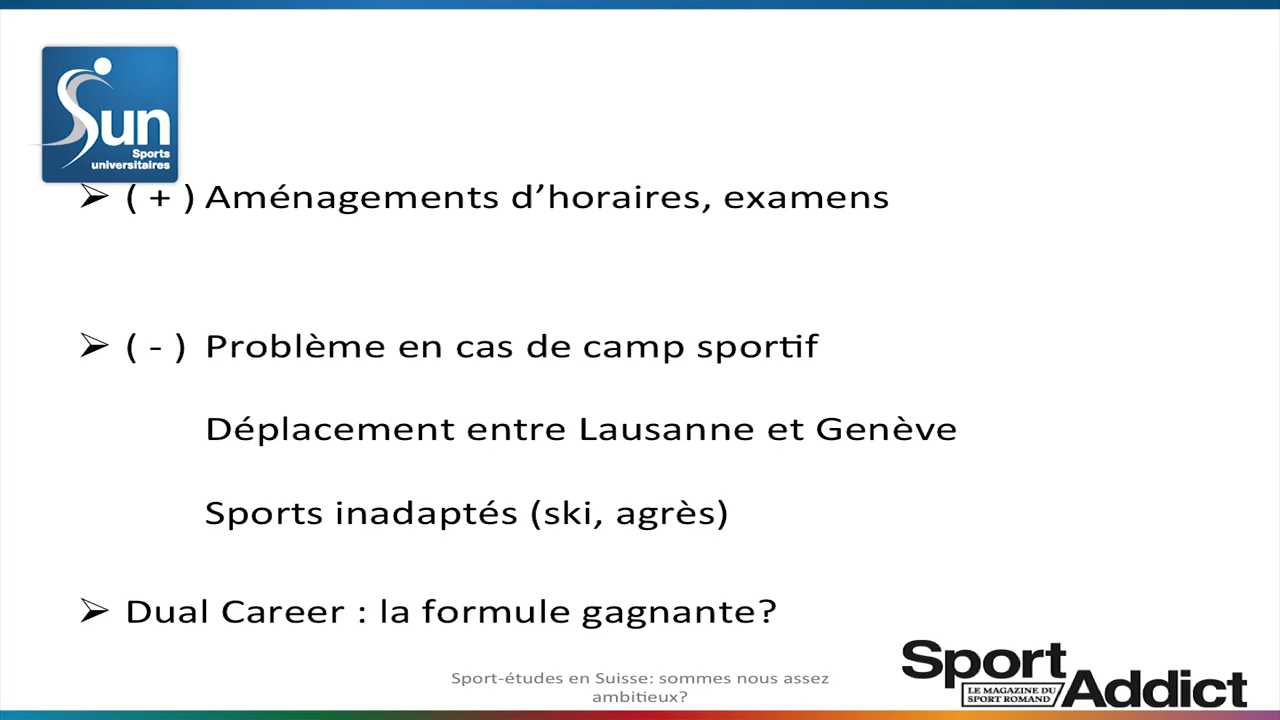 Sun
Sports
universitaires
➢ ( + ) Aménagements d’horaires, examens
➢ ( - ) Problème en cas de camp sportif
Déplacement entre Lausanne et Genève
Sports inadaptés (ski, agrès)
➢ Dual Career : la formule gagnante?
Sport-études en Suisse: sommes nous assez
ambitieux?
Sport
Addict
LE MAGAZINE DU
SPORT ROMAND